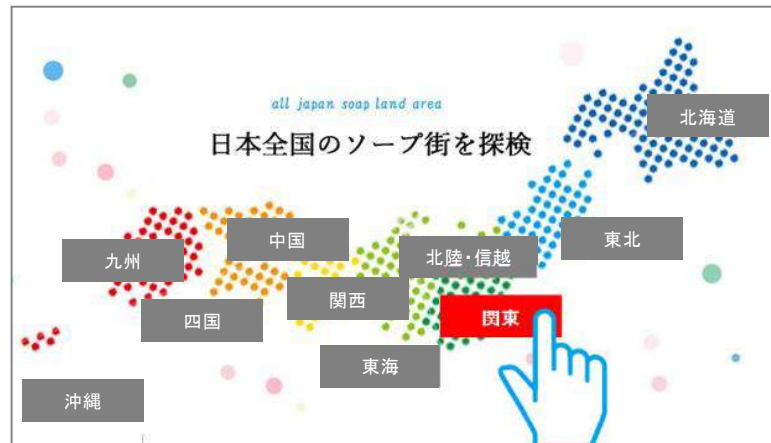 all japan soap land area
日本全国のソープ街を探検
北海道
東北
北陸・信越
中国
九州
関西
関東
四国
東海
沖縄